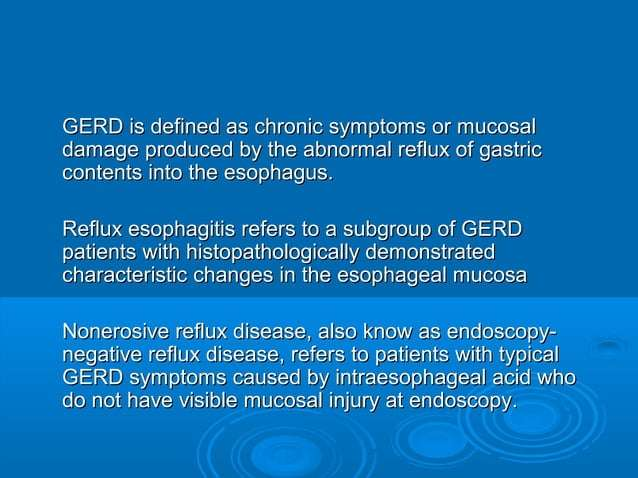 GERD is defined as chronic symptoms or mucosal
damage produced by the abnormal reflux of gastric
contents into the esophagus.
Reflux esophagitis refers to a subgroup of GERD
patients with histopathologically demonstrated
characteristic changes in the esophageal mucosa
Nonerosive reflux disease, also know as endoscopy-
negative reflux disease, refers to patients with typical
GERD symptoms caused by intraesophageal acid who
do not have visible mucosal injury at endoscopy.